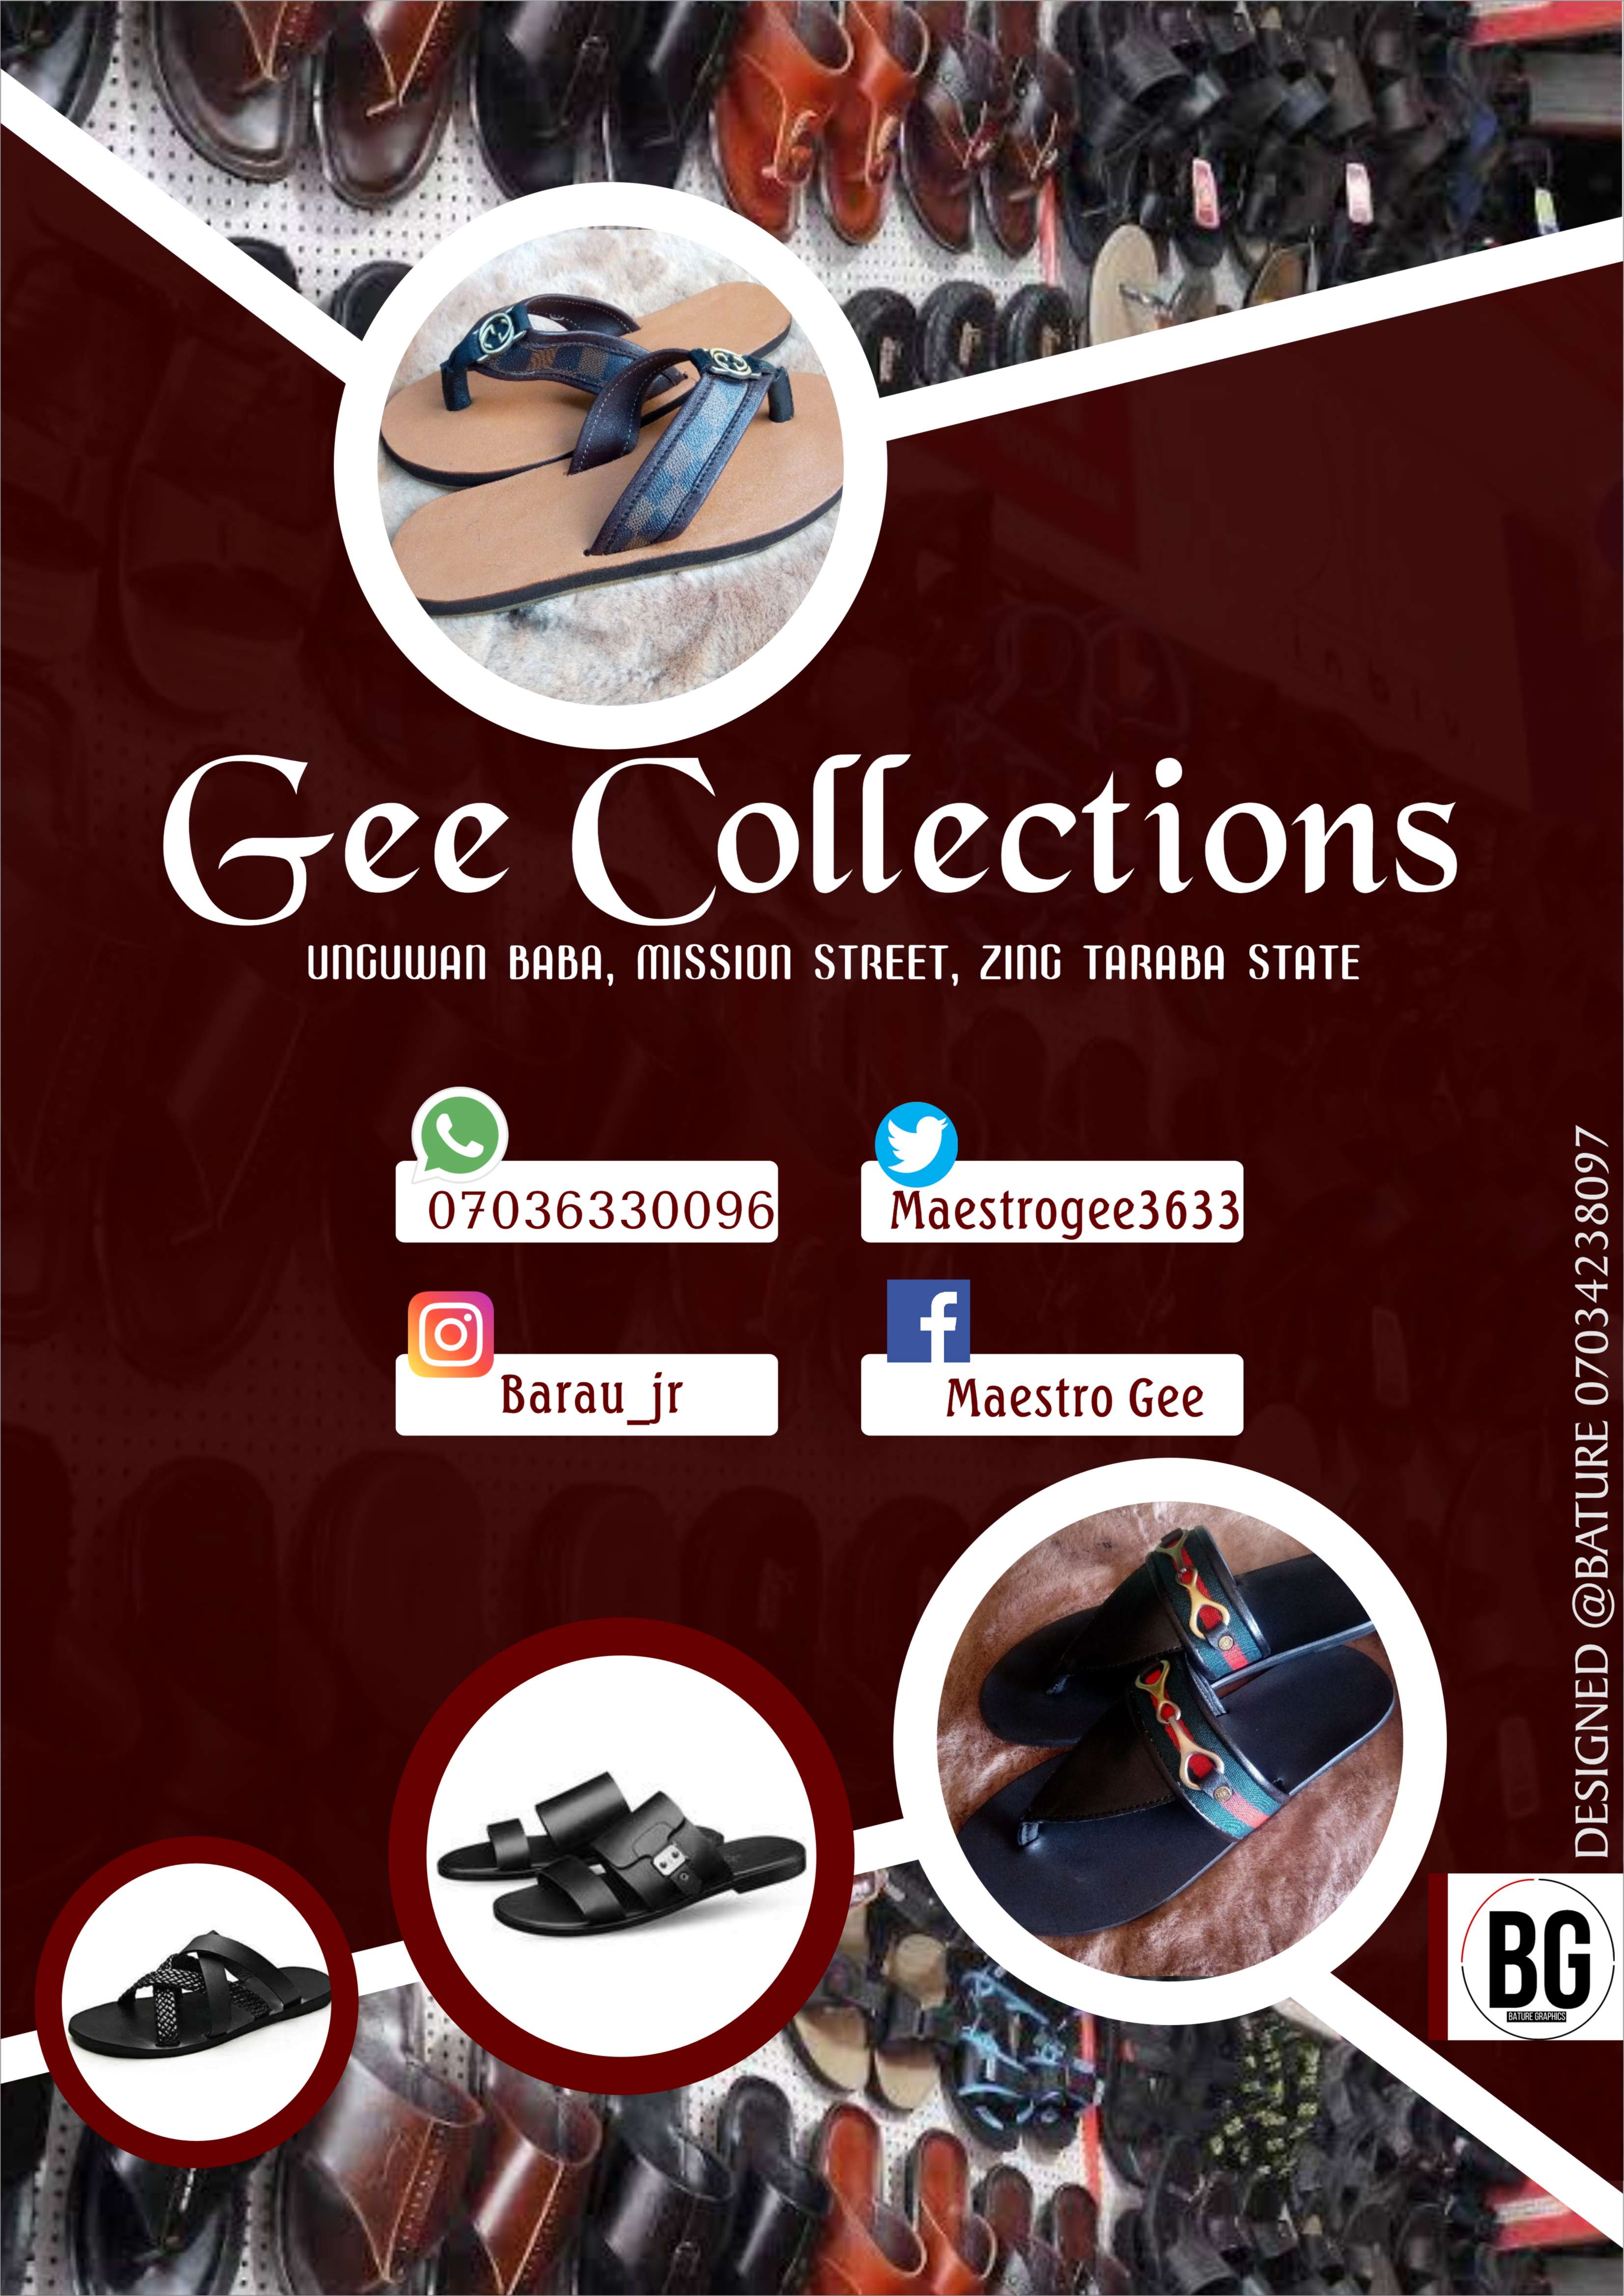 Gee Collections
UNGUWAN BABA, MISSION STREET, ZING TARABA STATE
07036330096
Maestrogee3633
Barau_jr
Maestro Gee
DESIGNED @BATURE 07034238097
BG
BATURE GRAPHICS